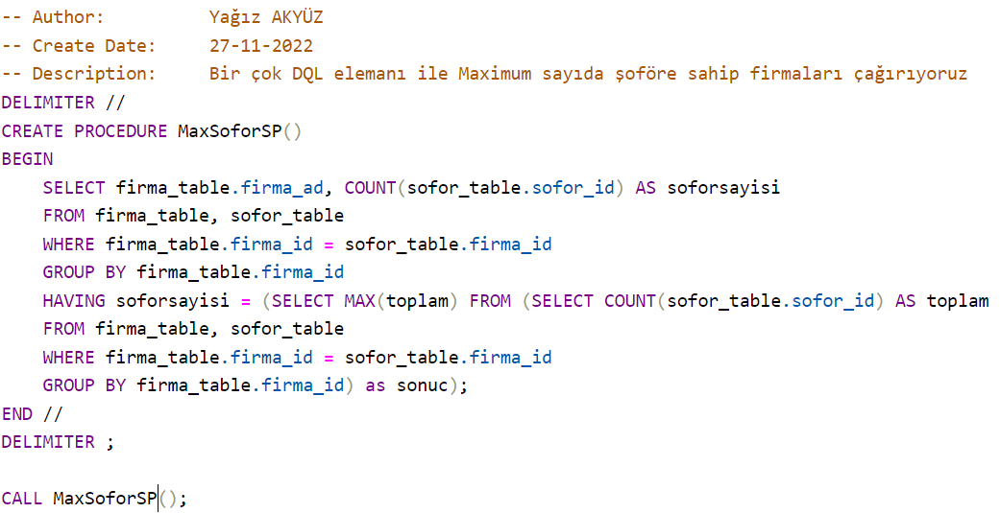 -- Author:          Yağız AKYÜZ
-- Create Date:     27-11-2022
-- Description:     Bir çok DQL elemanı ile Maximum sayıda şoföre sahip firmaları çağırıyoruz
DELIMITER //
CREATE PROCEDURE MaxSoforSP()
BEGIN
    SELECT firma_table.firma_ad, COUNT(sofor_table.sofor_id) AS soforsayisi
    FROM firma_table, sofor_table
    WHERE firma_table.firma_id = sofor_table.firma_id
    GROUP BY firma_table.firma_id
    HAVING soforsayisi = (SELECT MAX(toplam) FROM (SELECT COUNT(sofor_table.sofor_id) AS toplam
    FROM firma_table, sofor_table
    WHERE firma_table.firma_id = sofor_table.firma_id
    GROUP BY firma_table.firma_id) as sonuc);
END //
DELIMITER ;
CALL MaxSoforSP();